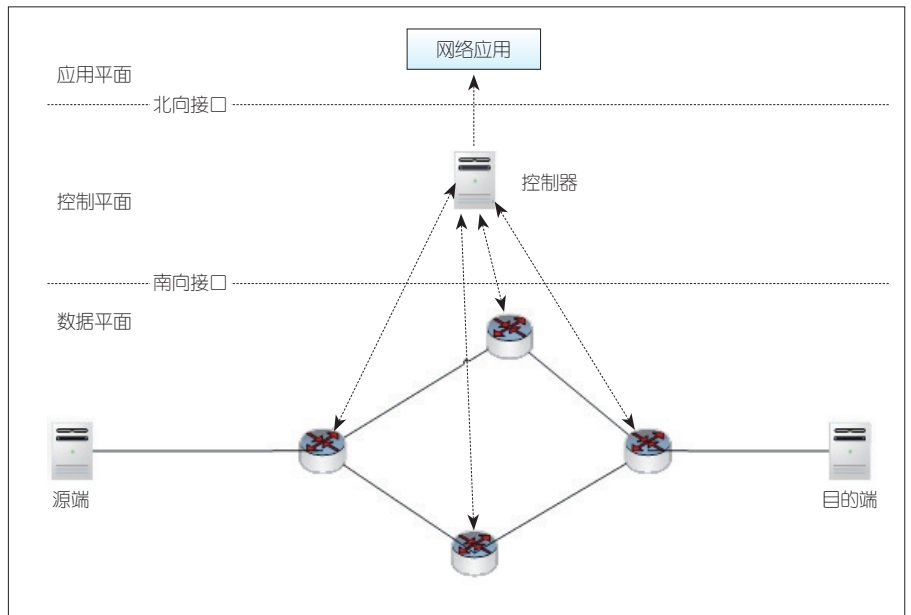 网络应用
应用平面
北向接口
控制器
控制平面
南向接口
数据平面
源端
目的端